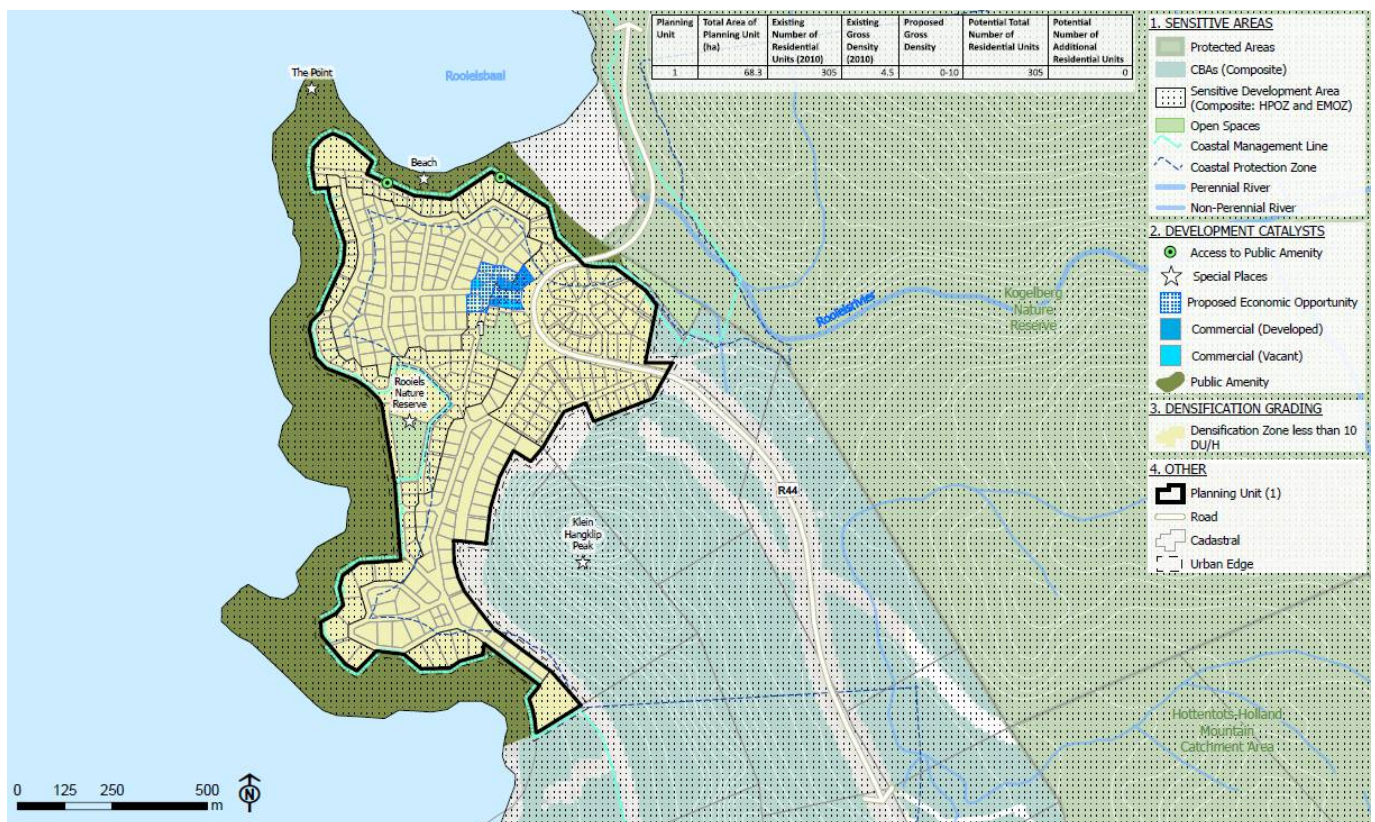 Planning Unit
Total Area of Planning Unit (ha)
Existing Number of Residential Units (2010)
Existing Gross Density (2010)
Proposed Gross Density
Potential Total Number of Residential Units
Potential Number of Additional Residential Units
1 68.3 305 4.5 0-10 305 0
1. SENSITIVE AREAS
Protected Areas
CBAs (Composite)
Sensitive Development Area
(Composite: HPOZ and EMOZ)
Open Spaces
Coastal Management Line
Coastal Protection Zone
Perennial River
Non-Perennial River
2. DEVELOPMENT CATALYSTS
Access to Public Amenity
Special Places
Proposed Economic Opportunity
Commercial (Developed)
Commercial (Vacant)
Public Amenity
3. DENSIFICATION GRADING
Densification Zone less than 10
DU/H
4. OTHER
Planning Unit (1)
Road
Cadastral
Urban Edge
The Point
Rooielsbaai
Beach
Rooielsrivier
Kogelberg
Nature
Reserve
Rooiels
Nature
Reserve
R44
Klein
Hangklip
Peak
Hottentots-Holland
Mountain
Catchment Area
0 125 250 500
m
N